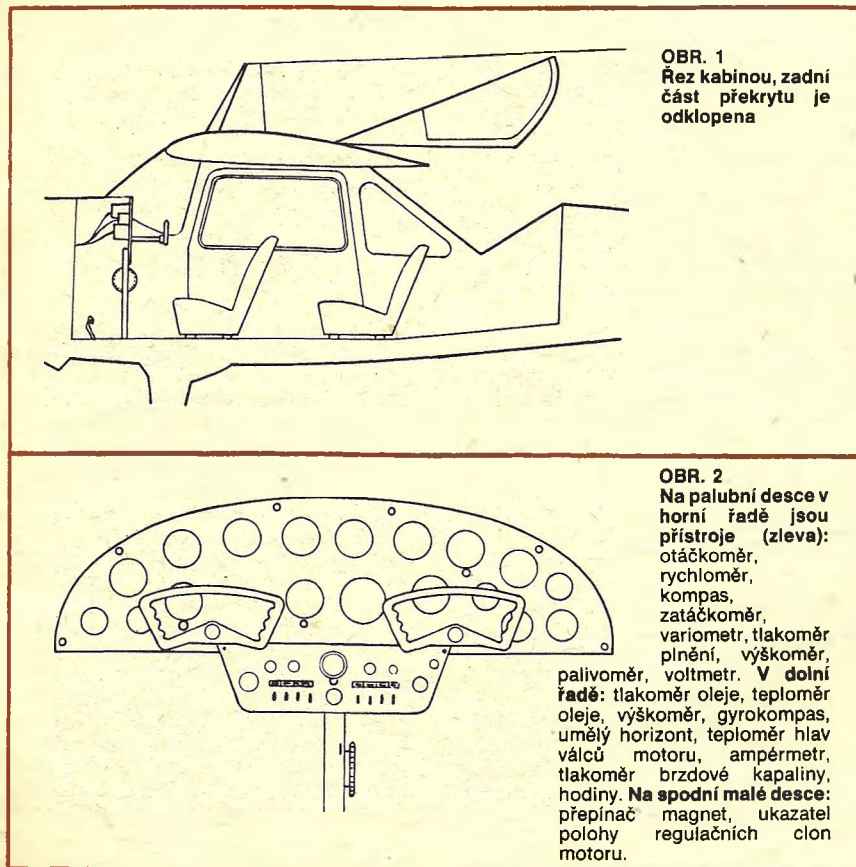 OBR. 1
Řez kabinou, zadní
část překrytu je
odklopena
OBR. 2
Na palubní desce v
horní řadě jsou
přístroje (zleva):
otáčkoměr,
rychloměr,
kompas,
zatáčkoměr,
variometr, tlakoměr
plnění, výškoměr,
palivoměr, voltmetr. V dolní
řadě: tlakoměr oleje, teploměr
oleje, výškoměr, gyrokompas,
umělý horizont, teploměr hlav
válců motoru, ampérmetr,
tlakoměr brzdové kapaliny,
hodiny. Na spodní malé desce:
přepínač magnet, ukazatel
polohy regulačních clon
motoru.